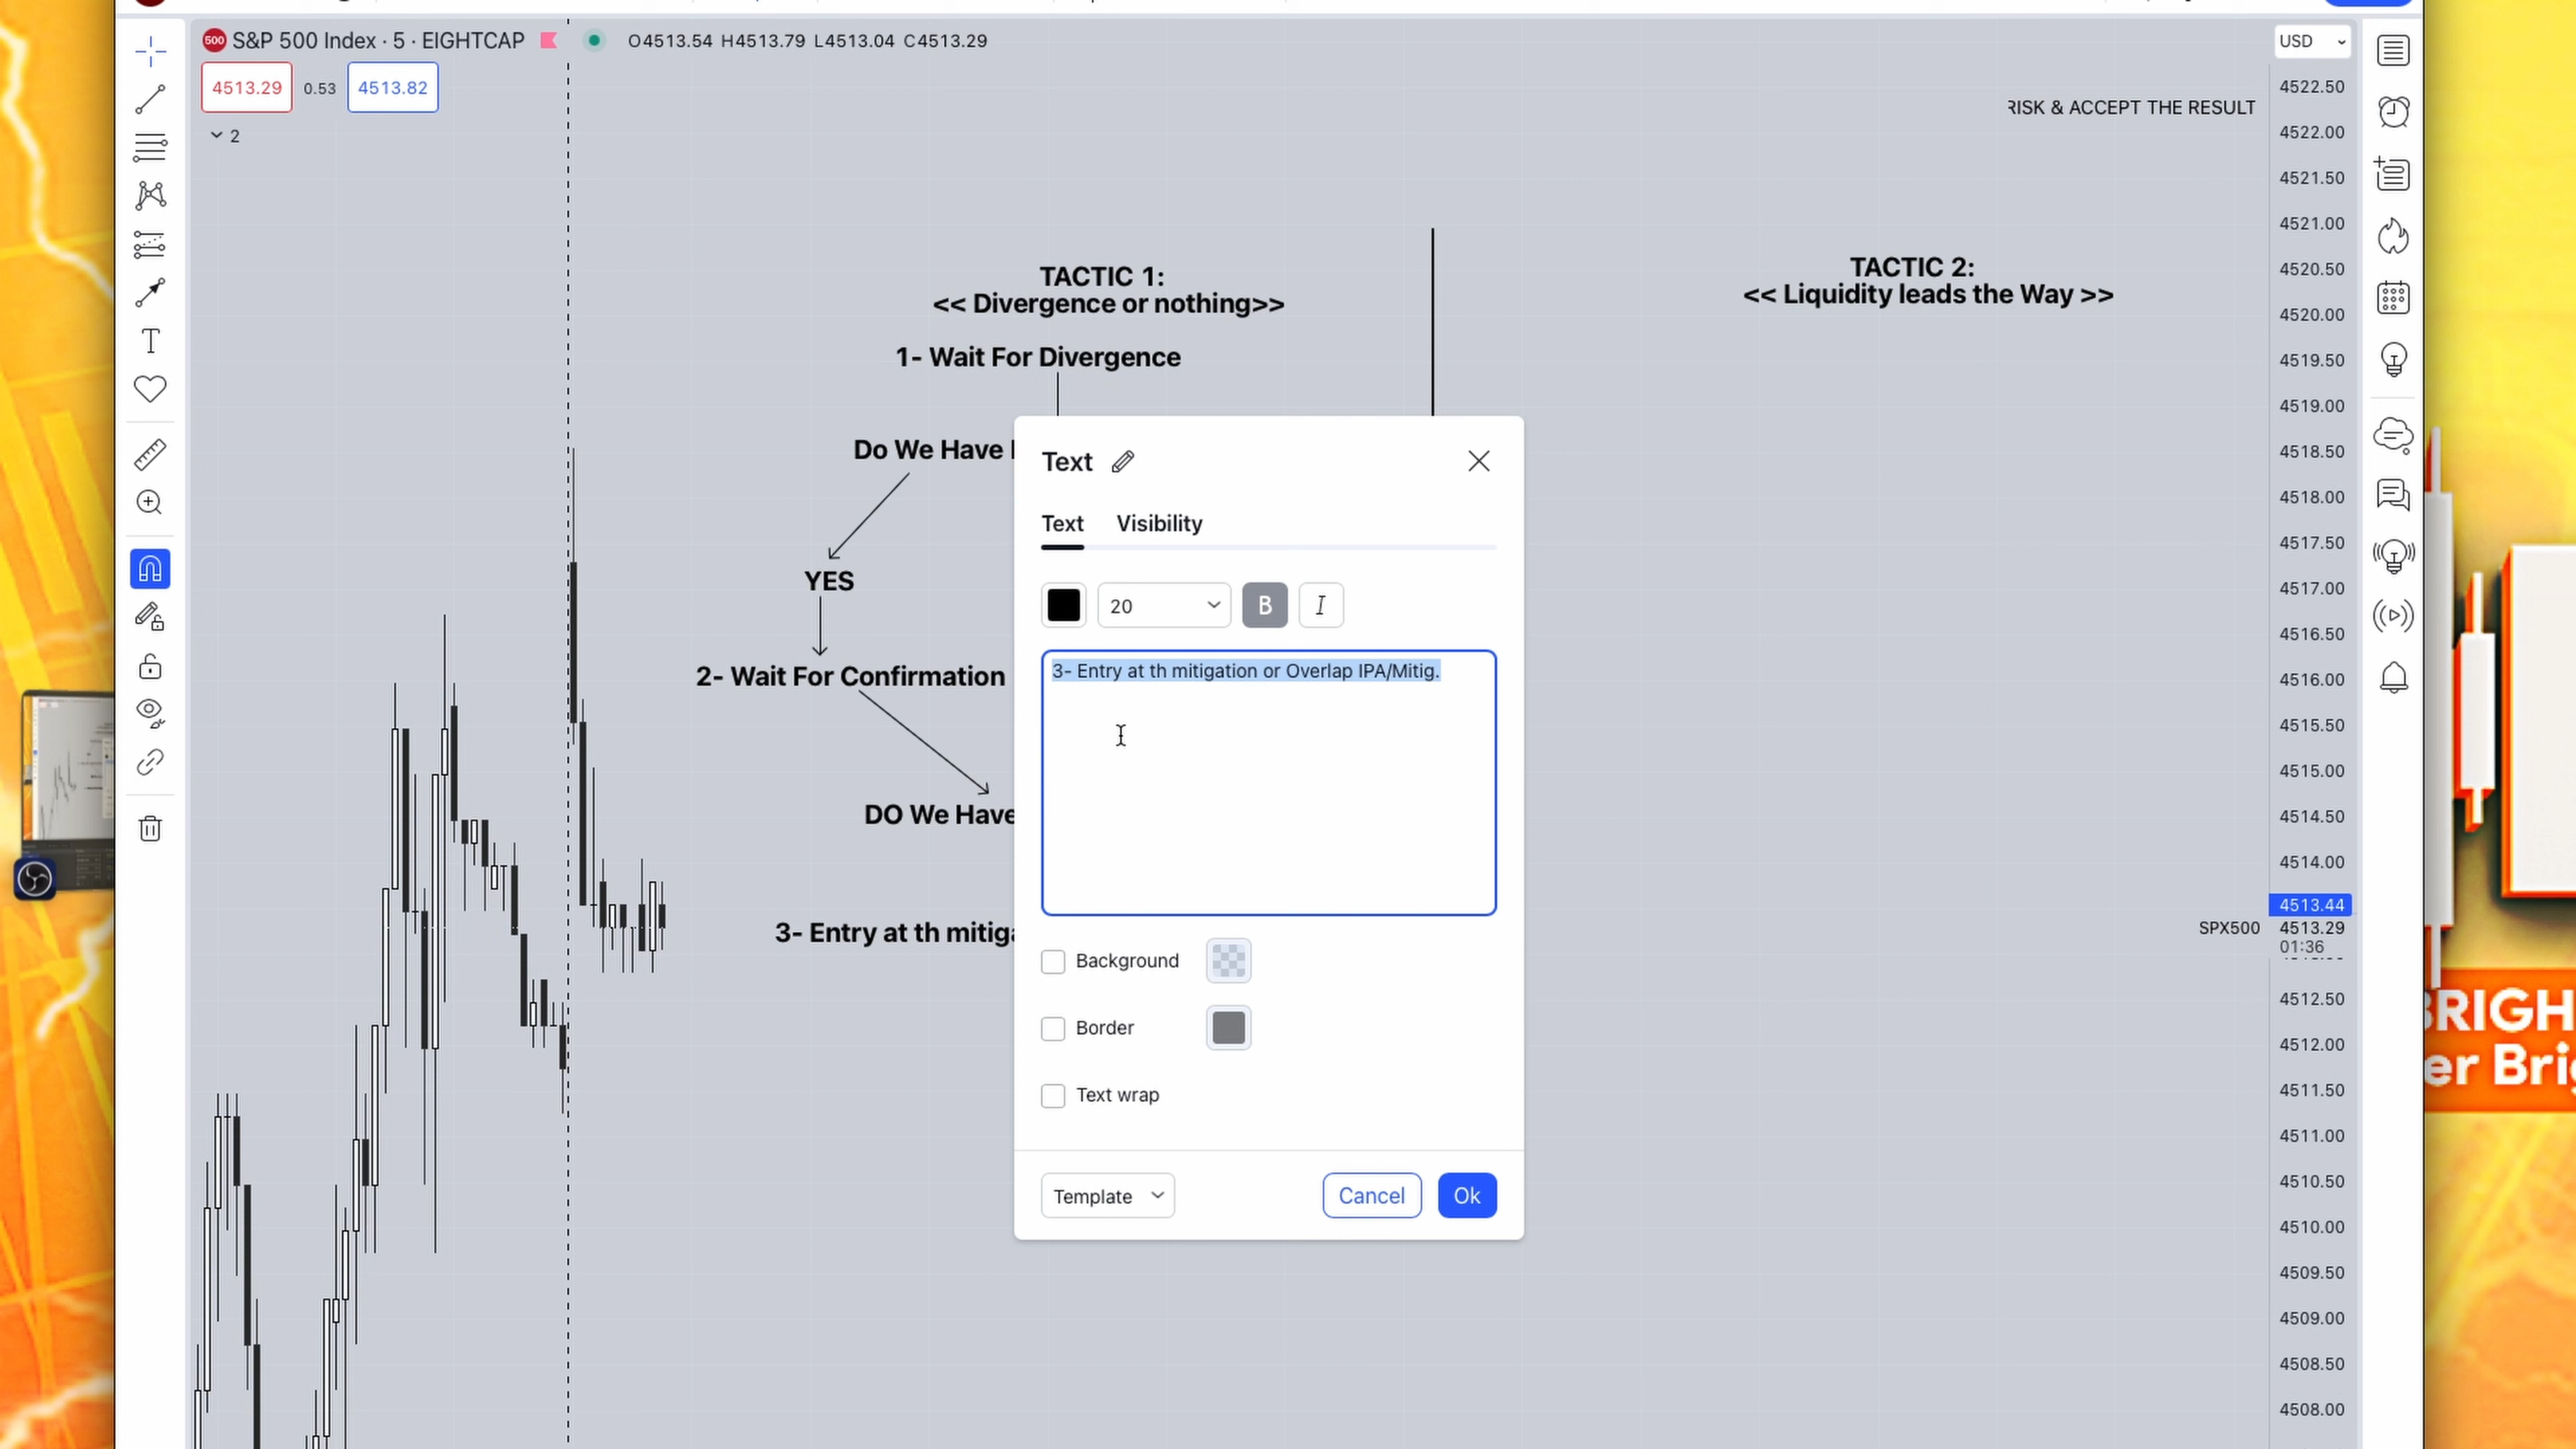 500 S&P 500 Index · 5 · EIGHTCAP O4513.54 H4513.79 L4513.04 C4513.29
USD
4513.29 0.53 4513.82
2
RISK & ACCEPT THE RESULT
TACTIC 1:
<< Divergence or nothing>>
TACTIC 2:
<< Liquidity leads the Way >>
1- Wait For Divergence
Do We Have
YES
2- Wait For Confirmation
DO We Have
3- Entry at th mitiga
Text
Text Visibility
20 B I
3- Entry at th mitigation or Overlap IPA/Mitig.
Background
Border
Text wrap
Template Cancel Ok
4522.50
4522.00
4521.50
4521.00
4520.50
4520.00
4519.50
4519.00
4518.50
4518.00
4517.50
4517.00
4516.50
4516.00
4515.50
4515.00
4514.50
4514.00
4513.44
SPX500 4513.29
01:36
4512.50
4512.00
4511.50
4511.00
4510.50
4510.00
4509.50
4509.00
4508.50
4508.00
BRIGH
er Brig